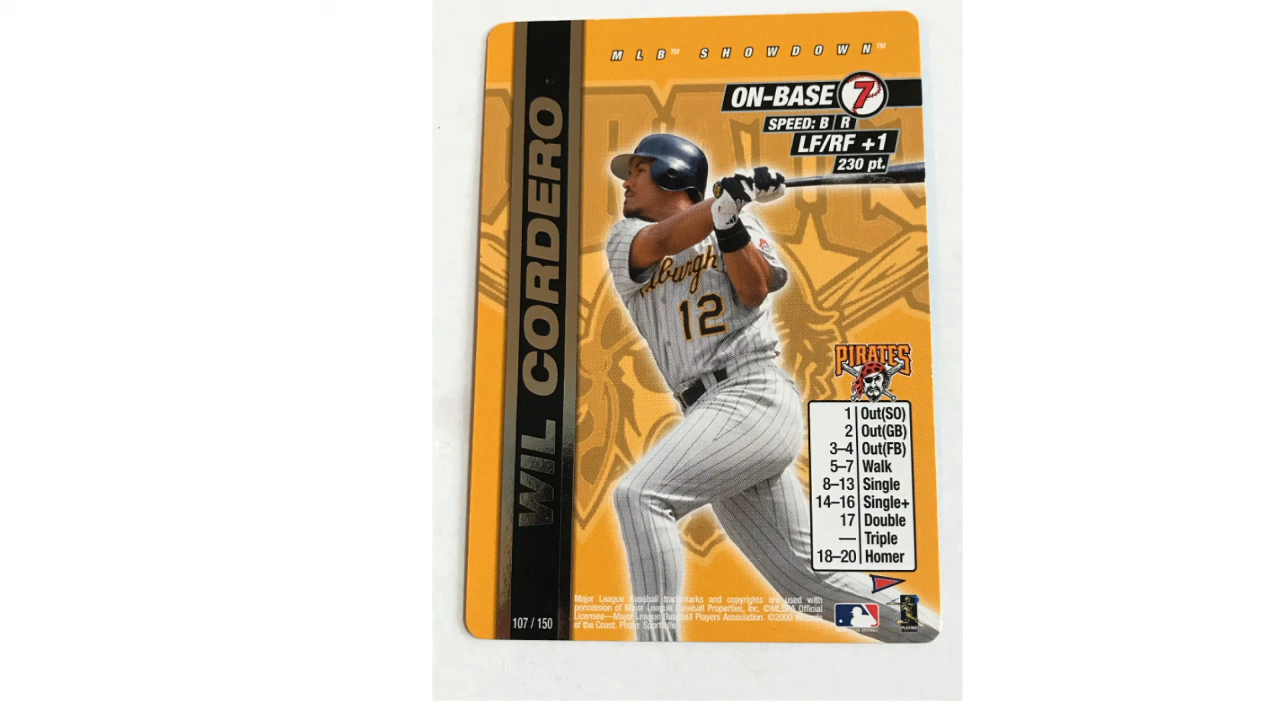 MLB™ SHOWDOWN™
ON-BASE 7
SPEED: B R
LF/RF +1
230 pt.
WIL CORDERO
burgh
12
PIRATES
1 Out(SO)
2 Out(GB)
3–4 Out(FB)
5–7 Walk
8–13 Single
14–16 Single+
17 Double
— Triple
18–20 Homer
Major League Baseball trademarks and copyrights are used with
permission of Major League Baseball Properties, Inc. ©MLBPA Official
Licensee—Major League Baseball Players Association. ©2000 Wizards
of the Coast. Photo: Sportfolio
107 / 150